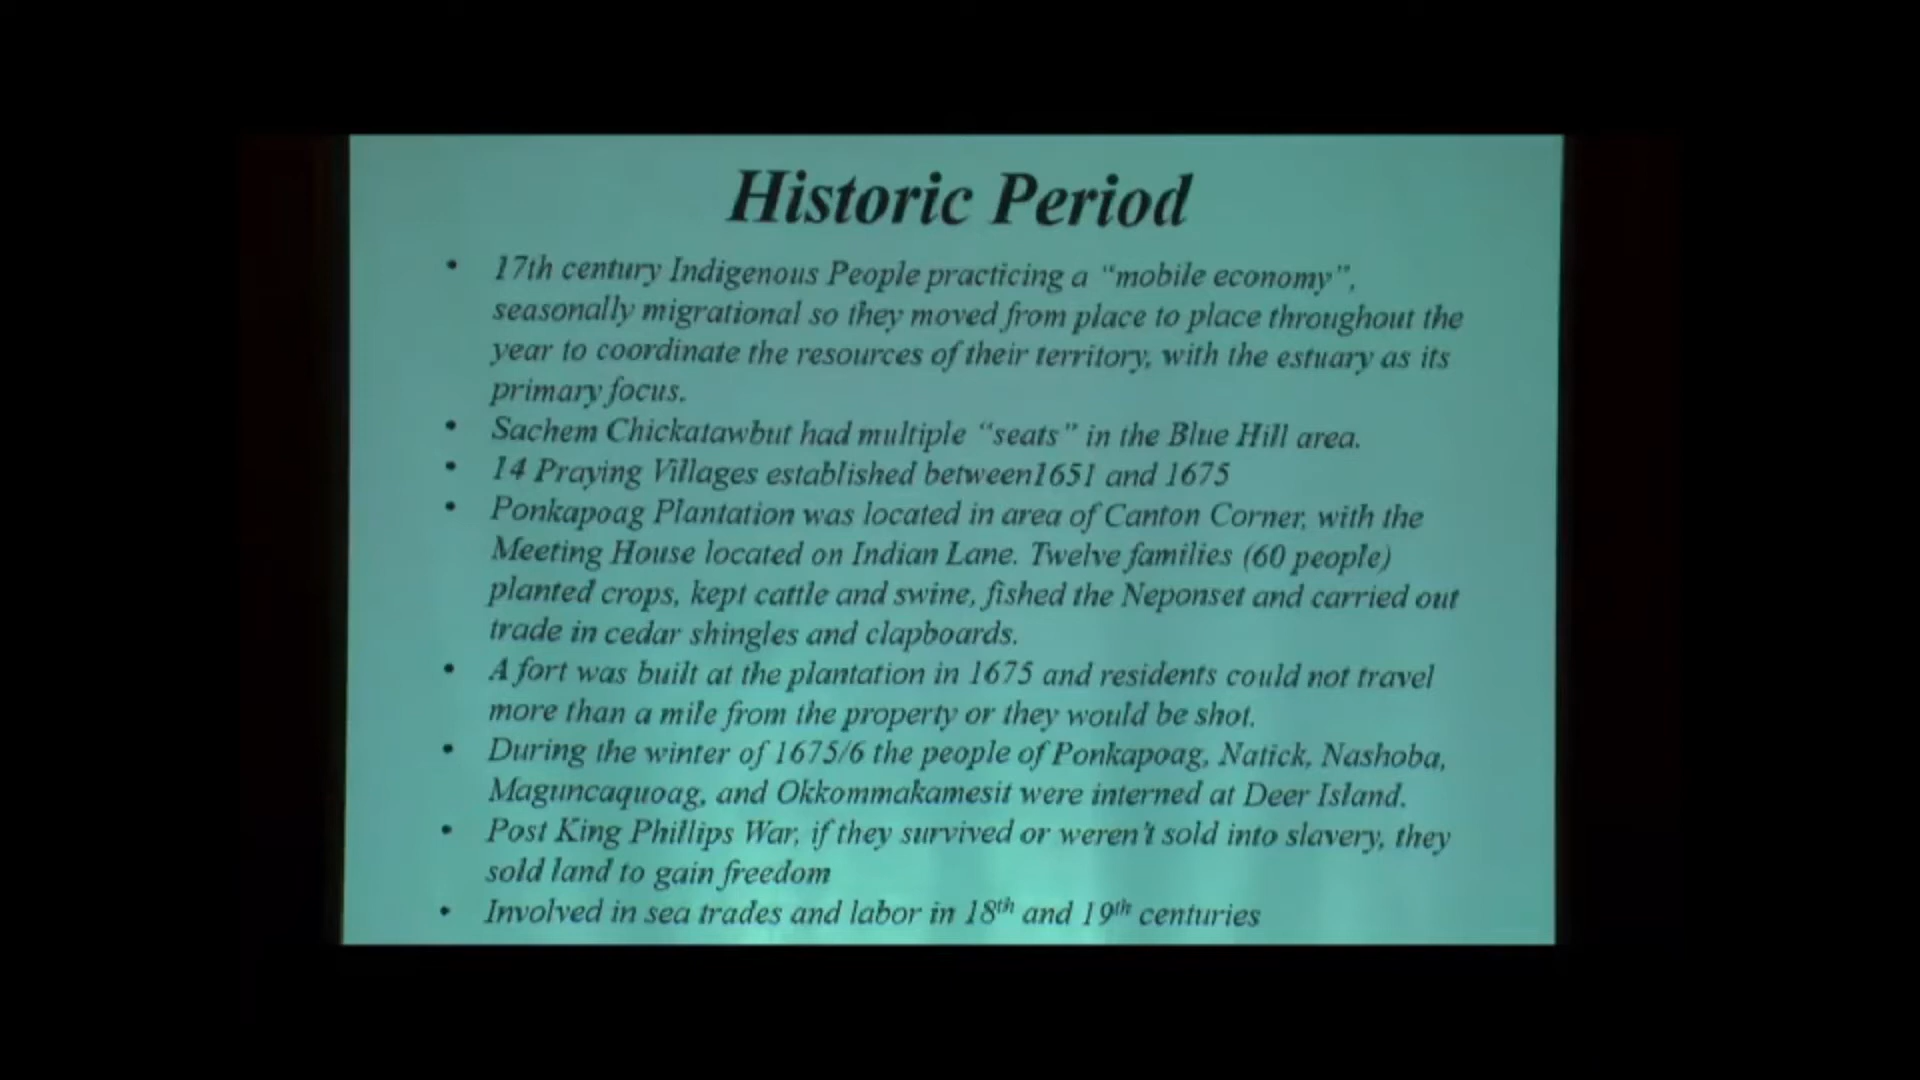 Historic Period
• 17th century Indigenous People practicing a “mobile economy”,
seasonally migrational so they moved from place to place throughout the
year to coordinate the resources of their territory, with the estuary as its
primary focus.
• Sachem Chickatawbut had multiple “seats” in the Blue Hill area.
• 14 Praying Villages established between1651 and 1675
• Ponkapoag Plantation was located in area of Canton Corner, with the
Meeting House located on Indian Lane. Twelve families (60 people)
planted crops, kept cattle and swine, fished the Neponset and carried out
trade in cedar shingles and clapboards.
• A fort was built at the plantation in 1675 and residents could not travel
more than a mile from the property or they would be shot.
• During the winter of 1675/6 the people of Ponkapoag, Natick, Nashoba,
Maguncaquoag, and Okkommakamesit were interned at Deer Island.
• Post King Phillips War, if they survived or weren't sold into slavery, they
sold land to gain freedom
• Involved in sea trades and labor in 18th and 19th centuries